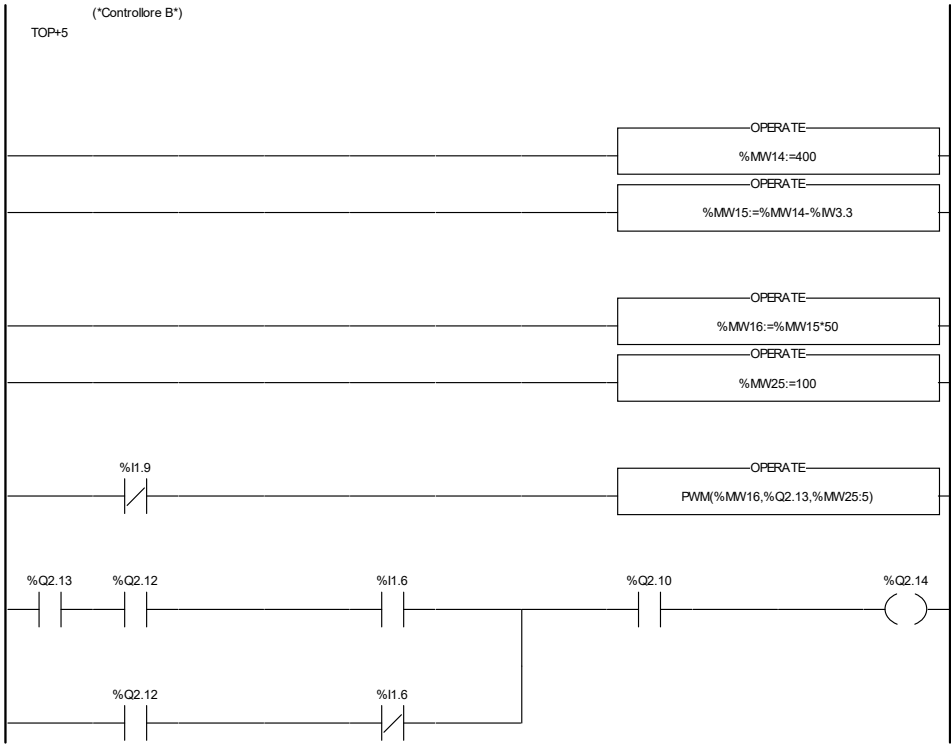 (*Controllore B*)
TOP+5
OPERATE
%MW14:=400
OPERATE
%MW15:=%MW14-%IW3.3
OPERATE
%MW16:=%MW15*50
OPERATE
%MW25:=100
%I1.9
OPERATE
PWM(%MW16,%Q2.13,%MW25:5)
%Q2.13 %Q2.12 %I1.6 %Q2.10 %Q2.14
%Q2.12 %I1.6